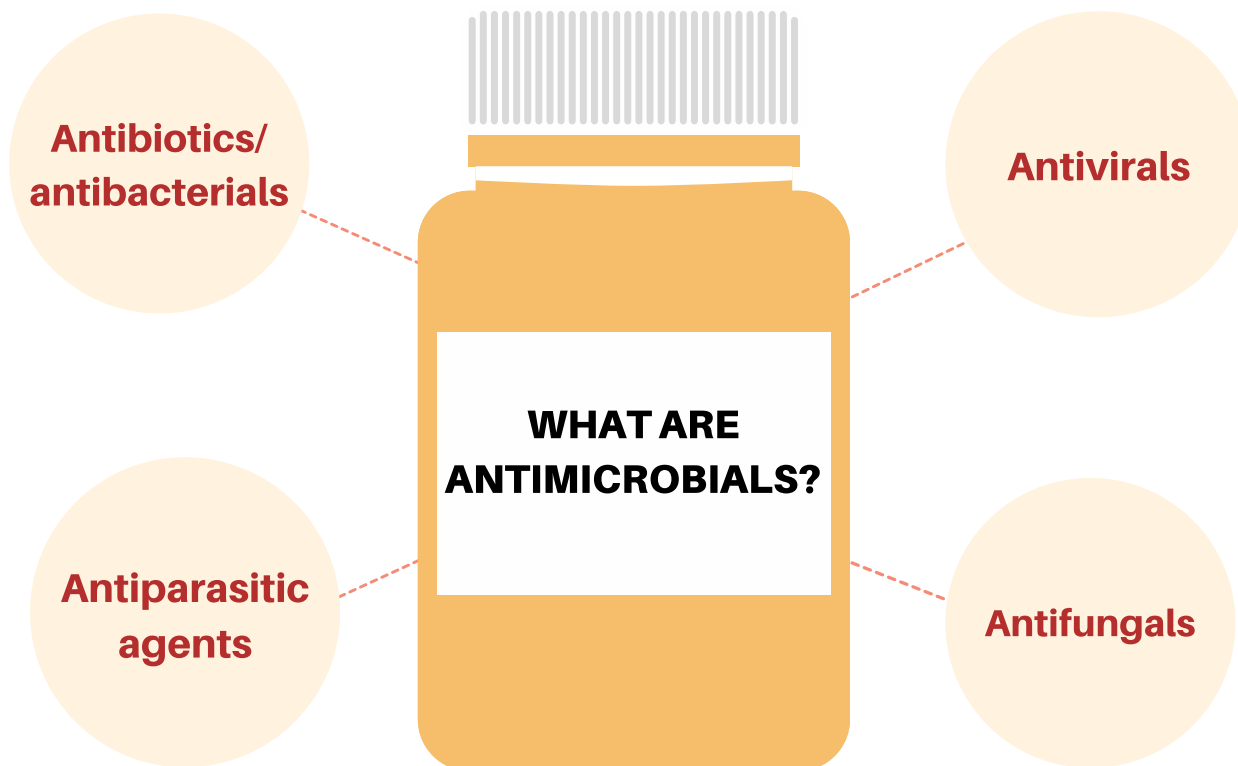 Antibiotics/
antibacterials
Antivirals
WHAT ARE
ANTIMICROBIALS?
Antiparasitic
agents
Antifungals